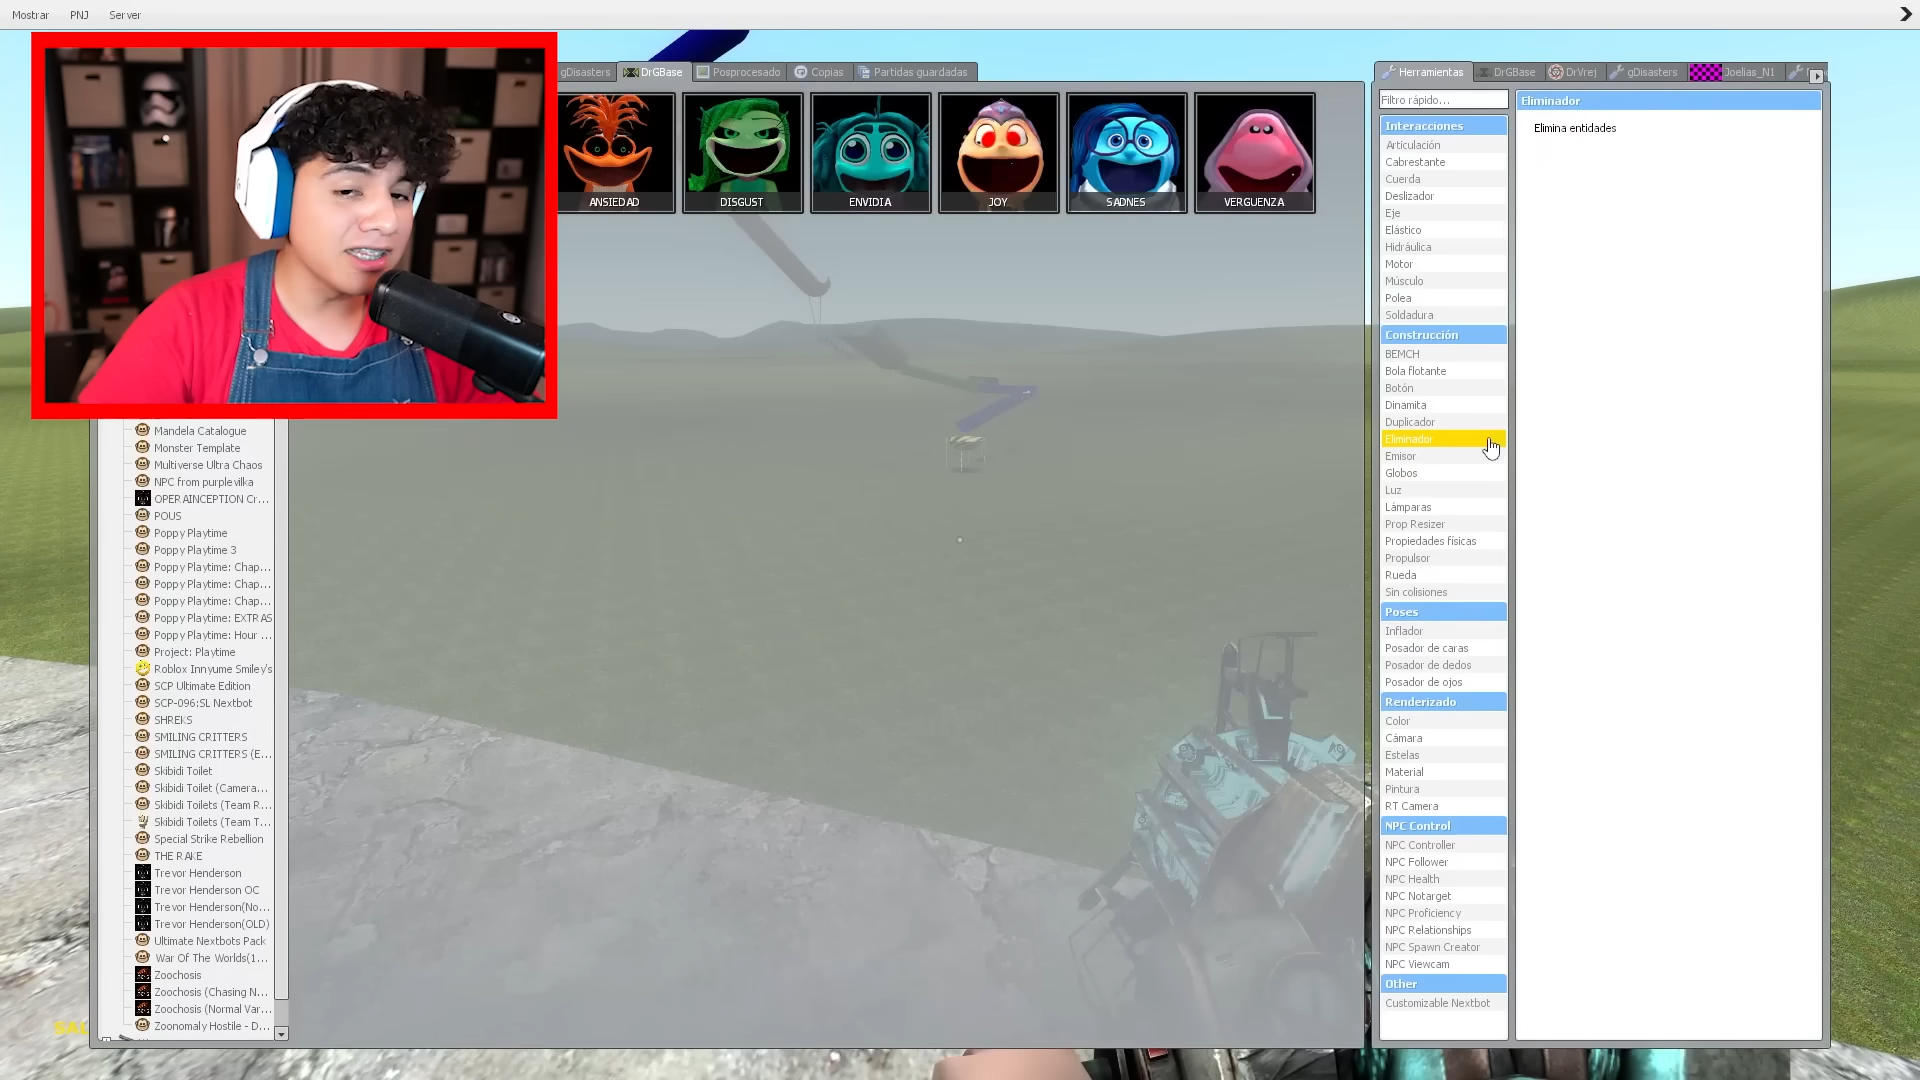 Mostrar PNJ Server
gDisasters DrGBase Posprocesado Copias Partidas guardadas
ANSIEDAD DISGUST ENVIDIA JOY SADNES VERGUENZA
Mandela Catalogue
Monster Template
Multiverse Ultra Chaos
NPC from purplevilka
OPERAINCEPTION Cr...
POUS
Poppy Playtime
Poppy Playtime 3
Poppy Playtime: Chap...
Poppy Playtime: Chap...
Poppy Playtime: Chap...
Poppy Playtime: EXTRAS
Poppy Playtime: Hour ...
Project: Playtime
Roblox Innyume Smiley's
SCP Ultimate Edition
SCP-096:SL Nextbot
SHREKS
SMILING CRITTERS
SMILING CRITTERS (E...
Skibidi Toilet
Skibidi Toilet (Camera...
Skibidi Toilets (Team R...
Skibidi Toilets (Team T...
Special Strike Rebellion
THE RAKE
Trevor Henderson
Trevor Henderson OC
Trevor Henderson(No...
Trevor Henderson(OLD)
Ultimate Nextbots Pack
War Of The Worlds(1...
Zoochosis
Zoochosis (Chasing N...
Zoochosis (Normal Var...
Zoonomaly Hostile - D...
SAL
Herramientas DrGBase DrVrej gDisasters Joelias_N1
Filtro rápido...
Interacciones
Articulación
Cabrestante
Cuerda
Deslizador
Eje
Elástico
Hidráulica
Motor
Músculo
Polea
Soldadura
Construcción
BEMCH
Bola flotante
Botón
Dinamita
Duplicador
Eliminador
Emisor
Globos
Luz
Lámparas
Prop Resizer
Propiedades físicas
Propulsor
Rueda
Sin colisiones
Poses
Inflador
Posador de caras
Posador de dedos
Posador de ojos
Renderizado
Color
Cámara
Estelas
Material
Pintura
RT Camera
NPC Control
NPC Controller
NPC Follower
NPC Health
NPC Notarget
NPC Proficiency
NPC Relationships
NPC Spawn Creator
NPC Viewcam
Other
Customizable Nextbot
Eliminador
Elimina entidades